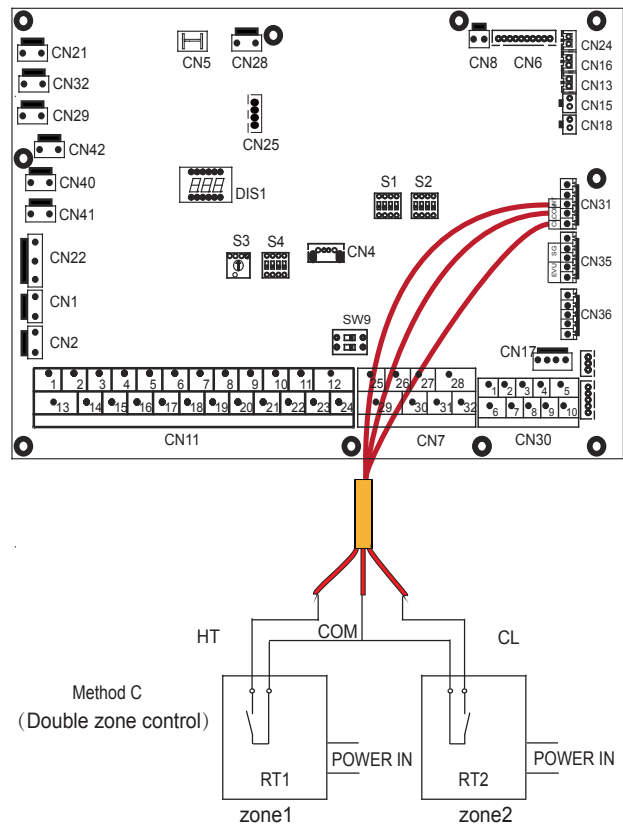 CN21
CN5
CN28
CN8 CN6
CN24
CN16
CN32
CN13
CN15
CN29
CN18
CN25
CN42
CN40
DIS1
S1 S2
CN31
CN41
S3 S4
CN4
SG
EVU
CN35
CN22
CN1
CN36
SW9
CN2
CN17
1 2 3 4 5 6 7 8 9 10 11 12
25 26 27 28
1 2 3 4 5
13 14 15 16 17 18 19 20 21 22 23 24
29 30 31 32
6 7 8 9 10
CN11
CN7
CN30
HT
COM
CL
Method C
(Double zone control)
POWER IN
POWER IN
RT1
RT2
zone1
zone2